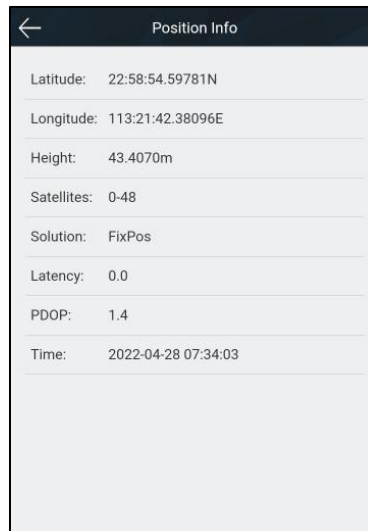 Position Info
Latitude: 22:58:54.59781N
Longitude: 113:21:42.38096E
Height: 43.4070m
Satellites: 0-48
Solution: FixPos
Latency: 0.0
PDOP: 1.4
Time: 2022-04-28 07:34:03